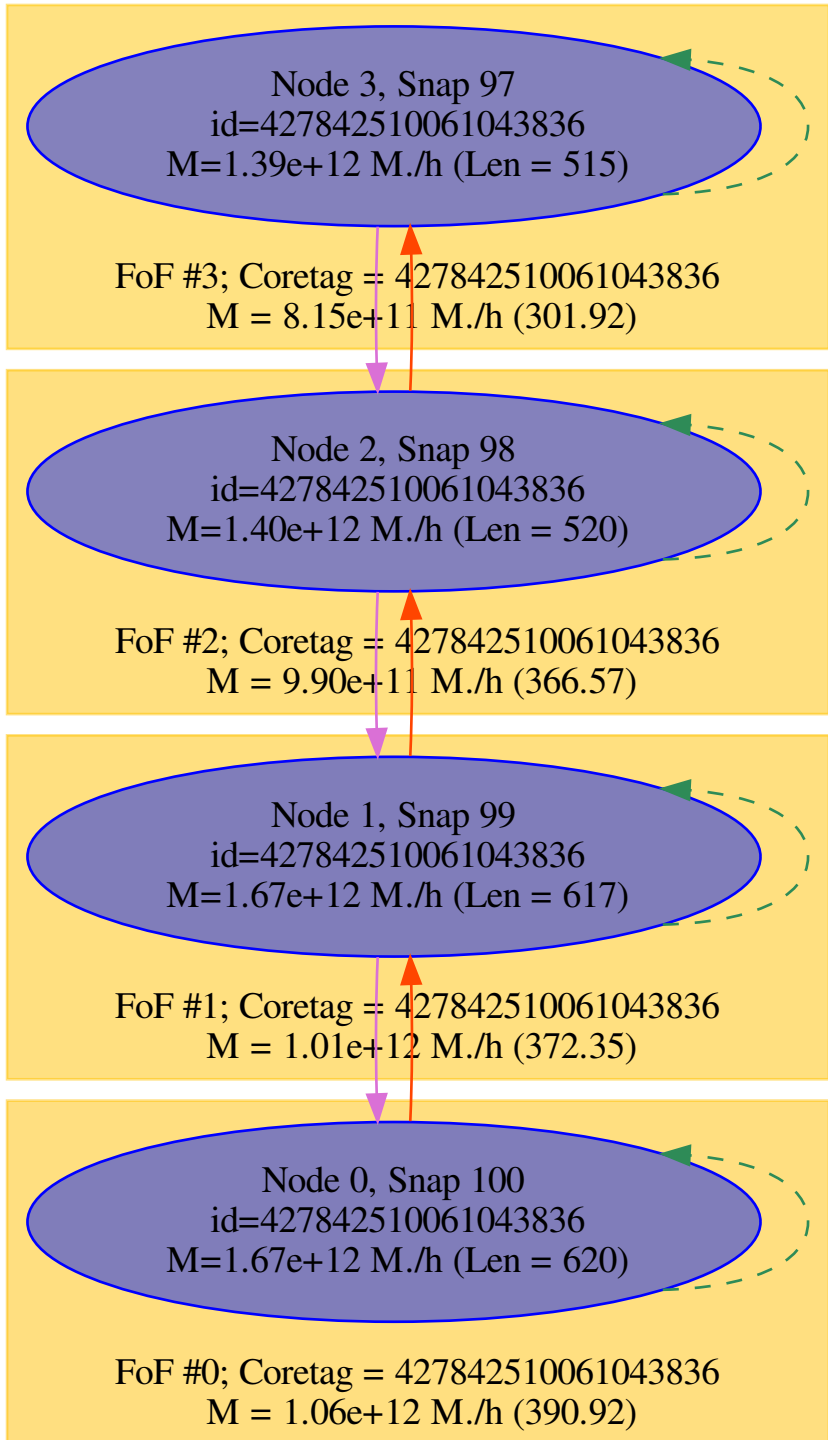 Node 3, Snap 97
id=427842510061043836
M=1.39e+12 M./h (Len = 515)
FoF #3; Coretag = 427842510061043836
M = 8.15e+11 M./h (301.92)
Node 2, Snap 98
id=427842510061043836
M=1.40e+12 M./h (Len = 520)
FoF #2; Coretag = 427842510061043836
M = 9.90e+11 M./h (366.57)
Node 1, Snap 99
id=427842510061043836
M=1.67e+12 M./h (Len = 617)
FoF #1; Coretag = 427842510061043836
M = 1.01e+12 M./h (372.35)
Node 0, Snap 100
id=427842510061043836
M=1.67e+12 M./h (Len = 620)
FoF #0; Coretag = 427842510061043836
M = 1.06e+12 M./h (390.92)